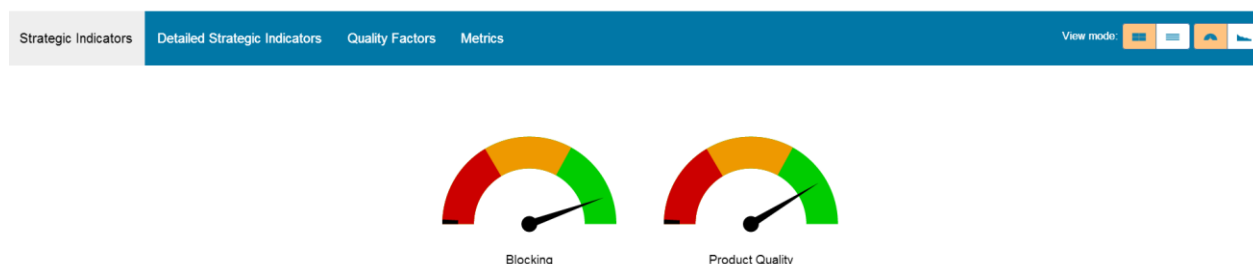 Strategic Indicators Detailed Strategic Indicators Quality Factors Metrics View mode:
Blocking Product Quality